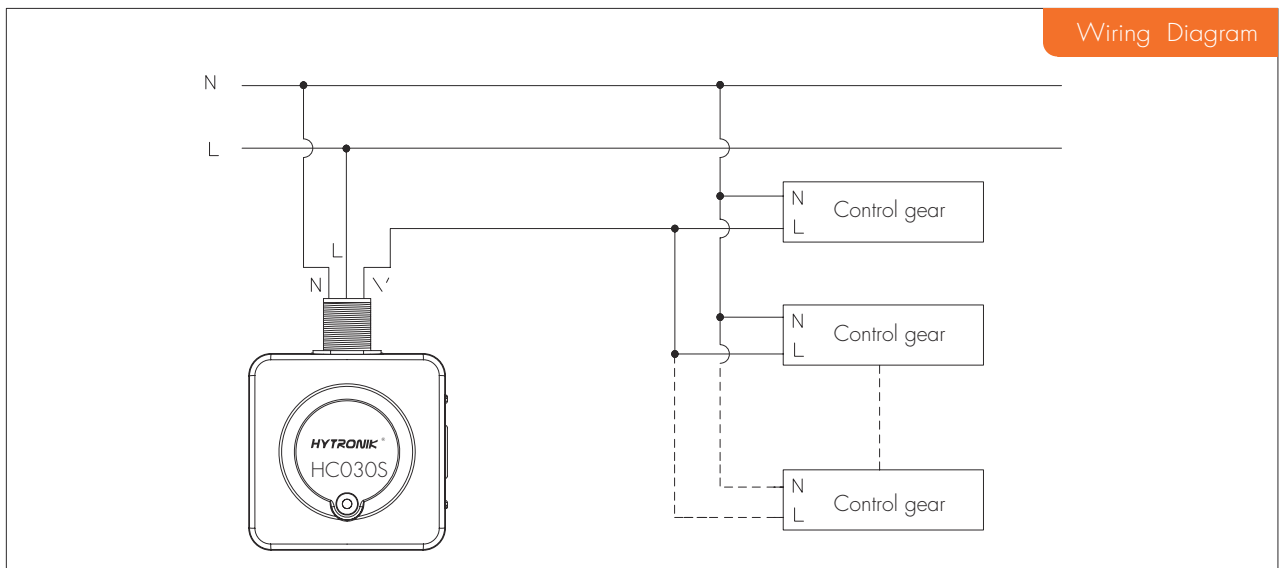 Wiring Diagram
N
L
N
L
Control gear
L
N
L'
N
L
Control gear
HYTRONIK®
HC030S
N
L
Control gear